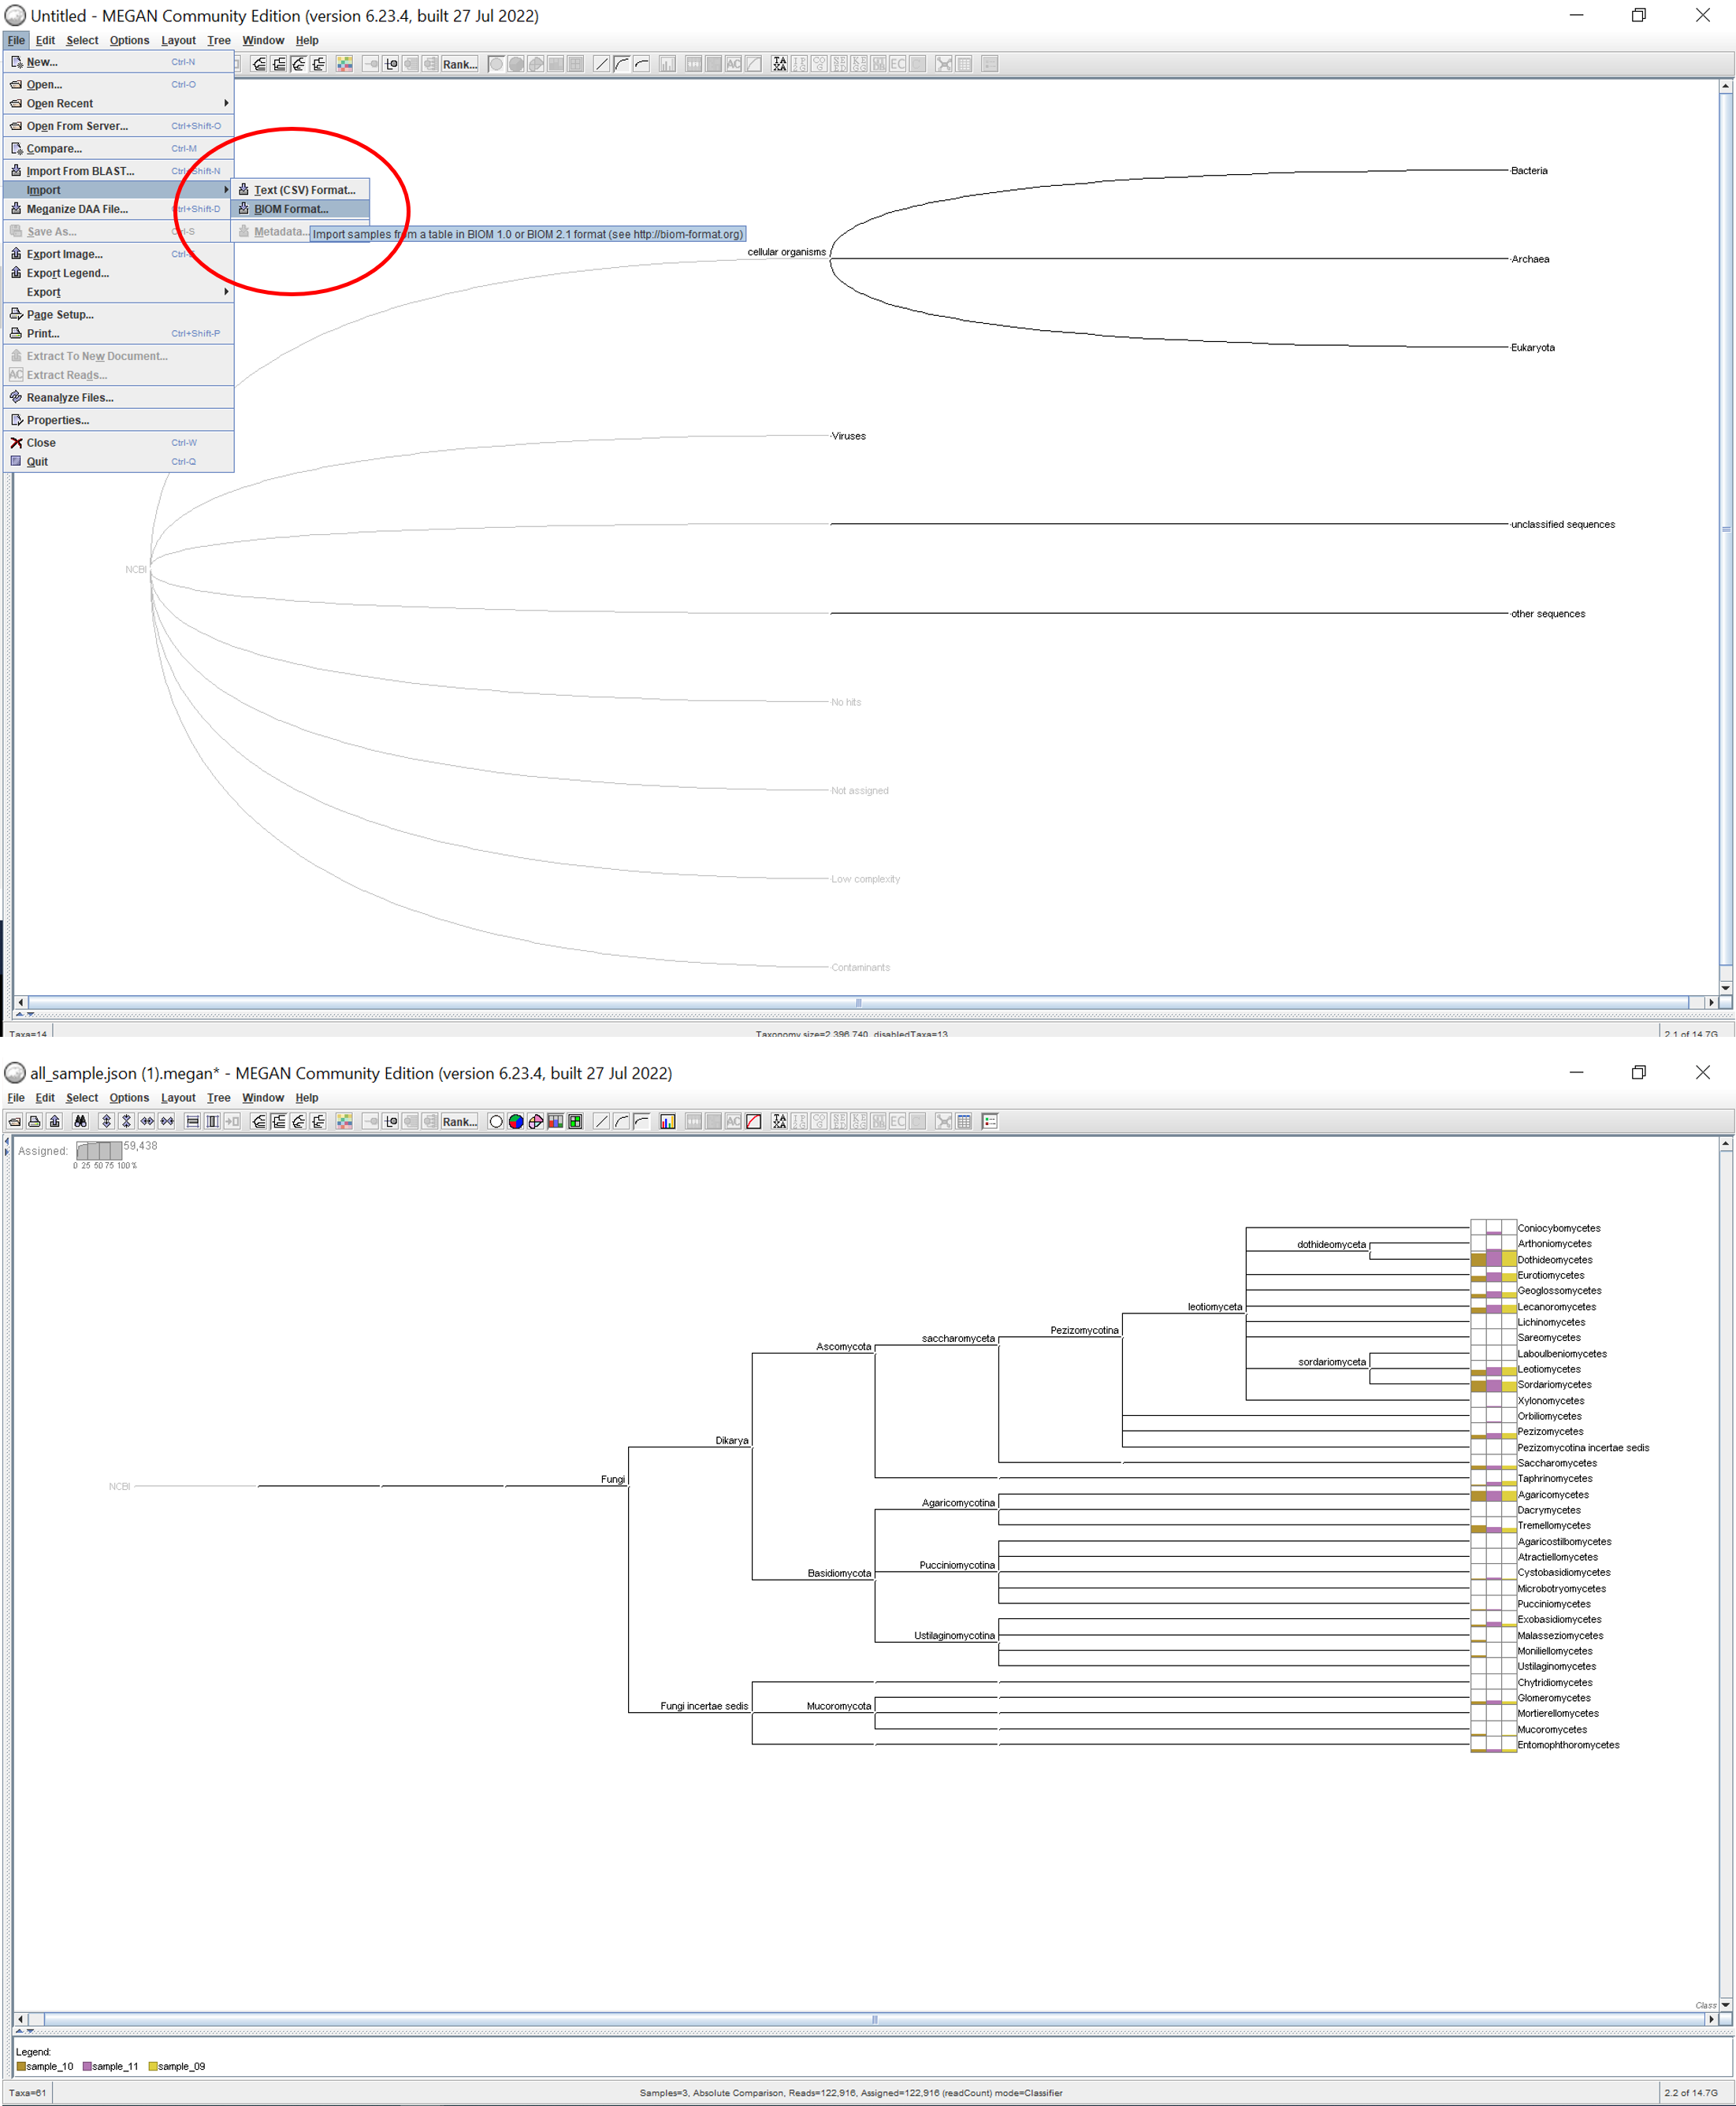 Untitled - MEGAN Community Edition (version 6.23.4, built 27 Jul 2022)
File Edit Select Options Layout Tree Window Help
New... Ctrl-N
Rank...
Open... Ctrl-O
Open Recent
Open From Server... Ctrl+Shift-O
Compare... Ctrl-M
Import From BLAST... Ctrl+Shift-N
Import
Text (CSV) Format...
Meganize DAA File... Ctrl+Shift-D
BIOM Format...
Save As... Ctrl-S
Metadata...
Import samples from a table in BIOM 1.0 or BIOM 2.1 format (see http://biom-format.org)
Export Image...
Export Legend...
Export
Page Setup...
Print... Ctrl+Shift-P
Extract To New Document...
Extract Reads...
Reanalyze Files...
Properties...
Close Ctrl-W
Quit Ctrl-Q
Bacteria
cellular organisms
Archaea
Eukaryota
Viruses
unclassified sequences
NCBI
other sequences
No hits
Not assigned
Low complexity
Contaminants
Taxa=14 Taxonomy size=2,396,740, disabledTaxa=13 2.1 of 14.7G
all_sample.json (1).megan* - MEGAN Community Edition (version 6.23.4, built 27 Jul 2022)
File Edit Select Options Layout Tree Window Help
Rank...
Assigned: 59,438
0 25 50 75 100%
Coniocybomycetes
dothideomyceta
Arthoniomycetes
Dothideomycetes
Eurotiomycetes
Geoglossomycetes
leotiomyceta
Lecanoromycetes
Lichinomycetes
Pezizomycotina
saccharomyceta
Sareomycetes
Ascomycota
Laboulbeniomycetes
sordariomyceta
Leotiomycetes
Sordariomycetes
Xylonomycetes
Orbiliomycetes
Pezizomycetes
Dikarya
Pezizomycotina incertae sedis
Saccharomycetes
Fungi
Taphrinomycetes
NCBI
Agaricomycetes
Agaricomycotina
Dacrymycetes
Tremellomycetes
Agaricostilbomycetes
Atractiellomycetes
Pucciniomycotina
Basidiomycota
Cystobasidiomycetes
Microbotryomycetes
Pucciniomycetes
Exobasidiomycetes
Ustilaginomycotina
Malasseziomycetes
Moniliellomycetes
Ustilaginomycetes
Chytridiomycetes
Glomeromycetes
Fungi incertae sedis
Mucoromycota
Mortierellomycetes
Mucoromycetes
Entomophthoromycetes
Class
Legend:
sample_10 sample_11 sample_09
Taxa=61 Samples=3, Absolute Comparison, Reads=122,916, Assigned=122,916 (readCount) mode=Classifier 2.2 of 14.7G